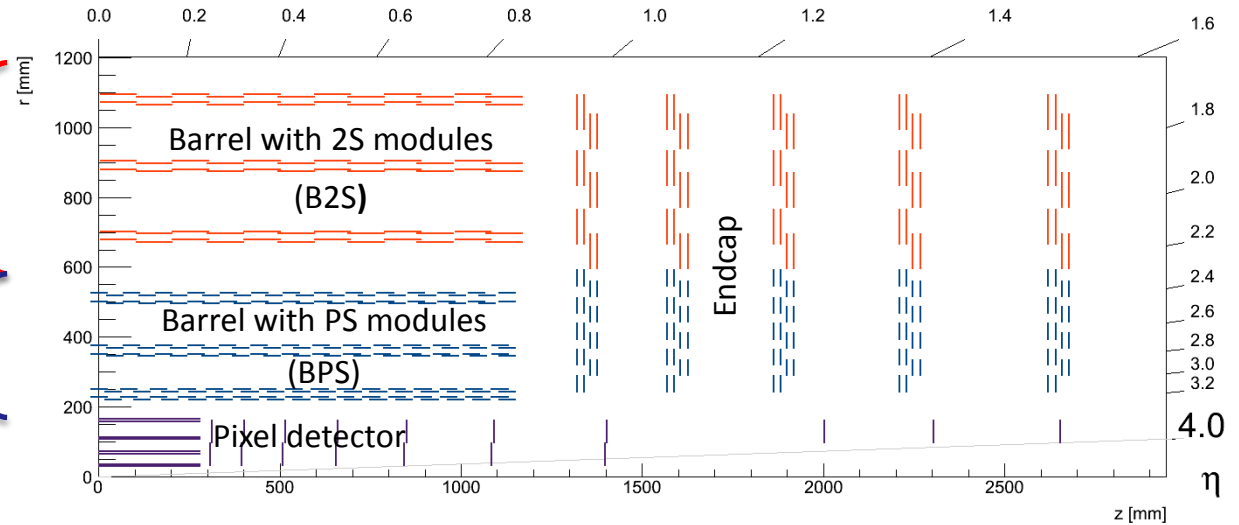 0.0 0.2 0.4 0.6 0.8 1.0 1.2 1.4 1.6
1200
r [mm]
1.8
1000
Barrel with 2S modules
2.0
800
(B2S)
2.2
600
Endcap
2.4
Barrel with PS modules
2.6
400
2.8
(BPS)
3.0
3.2
200
Pixel detector
4.0
0
0 500 1000 1500 2000 2500
η
z [mm]